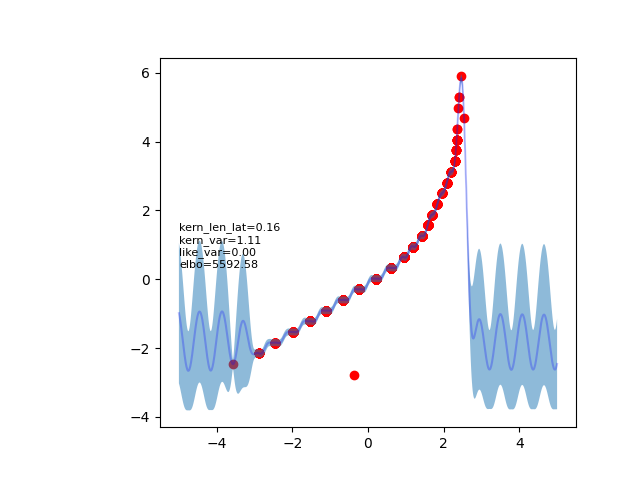 6
4
2
0
−2
−4
kern_len_lat=0.16
kern_var=1.11
like_var=0.00
elbo=5592.58
−4
−2
0
2
4